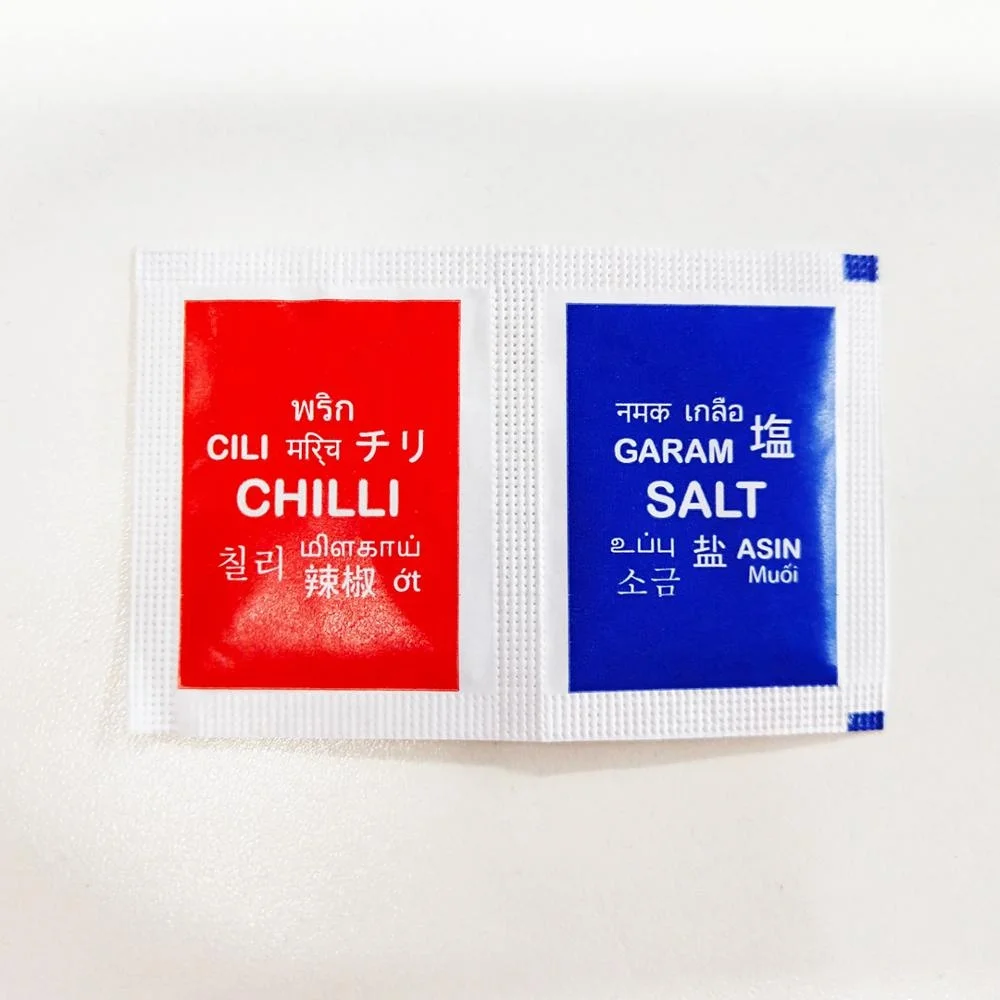 พริก
CILI मर्िच チリ
CHILLI
칠리 மிளகாய்
辣椒 ớt
नमक เกลือ
GARAM 塩
SALT
உப்பு 盐 ASIN
소금 Muối